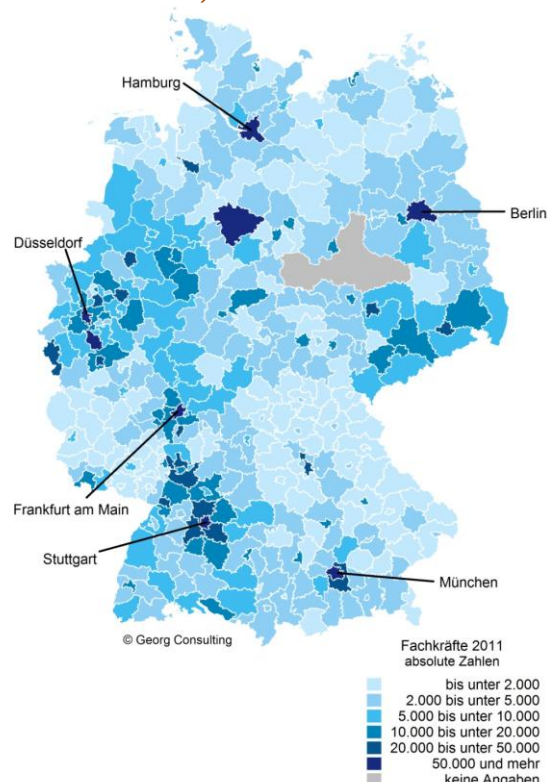 Hamburg
Berlin
Düsseldorf
Frankfurt am Main
Stuttgart
München
© Georg Consulting
Fachkräfte 2011
absolute Zahlen
bis unter 2.000
2.000 bis unter 5.000
5.000 bis unter 10.000
10.000 bis unter 20.000
20.000 bis unter 50.000
50.000 und mehr
keine Angaben